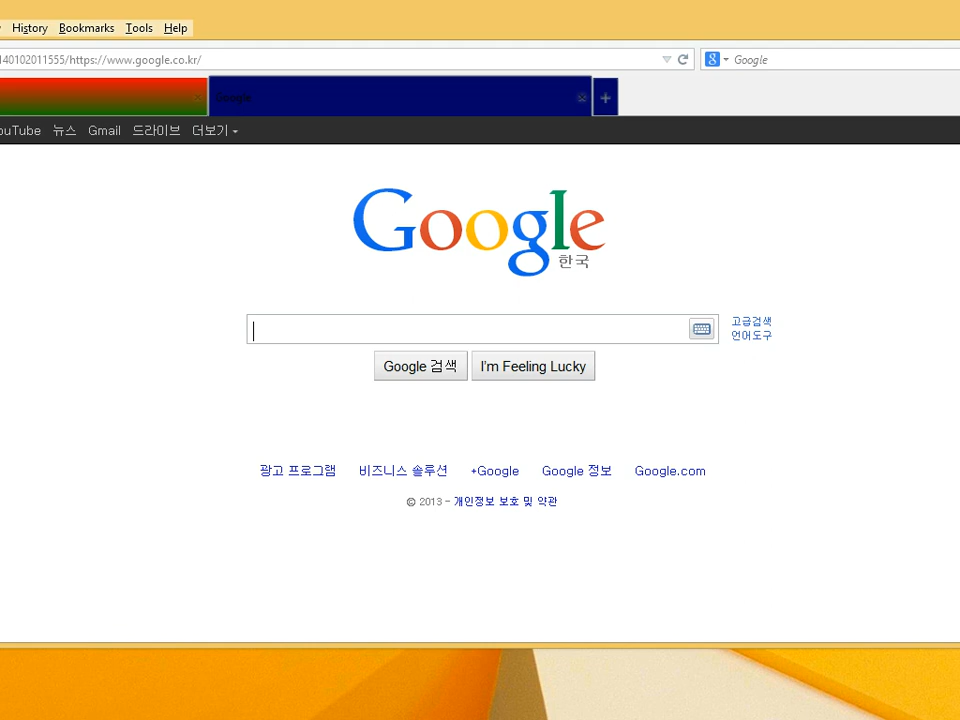 History Bookmarks Tools Help
140102011555/https://www.google.co.kr/
Google
Google
ouTube 뉴스 Gmail 드라이브 더보기
Google
한국
고급검색
언어도구
Google 검색 I'm Feeling Lucky
광고 프로그램 비즈니스 솔루션 +Google Google 정보 Google.com
© 2013 - 개인정보 보호 및 약관